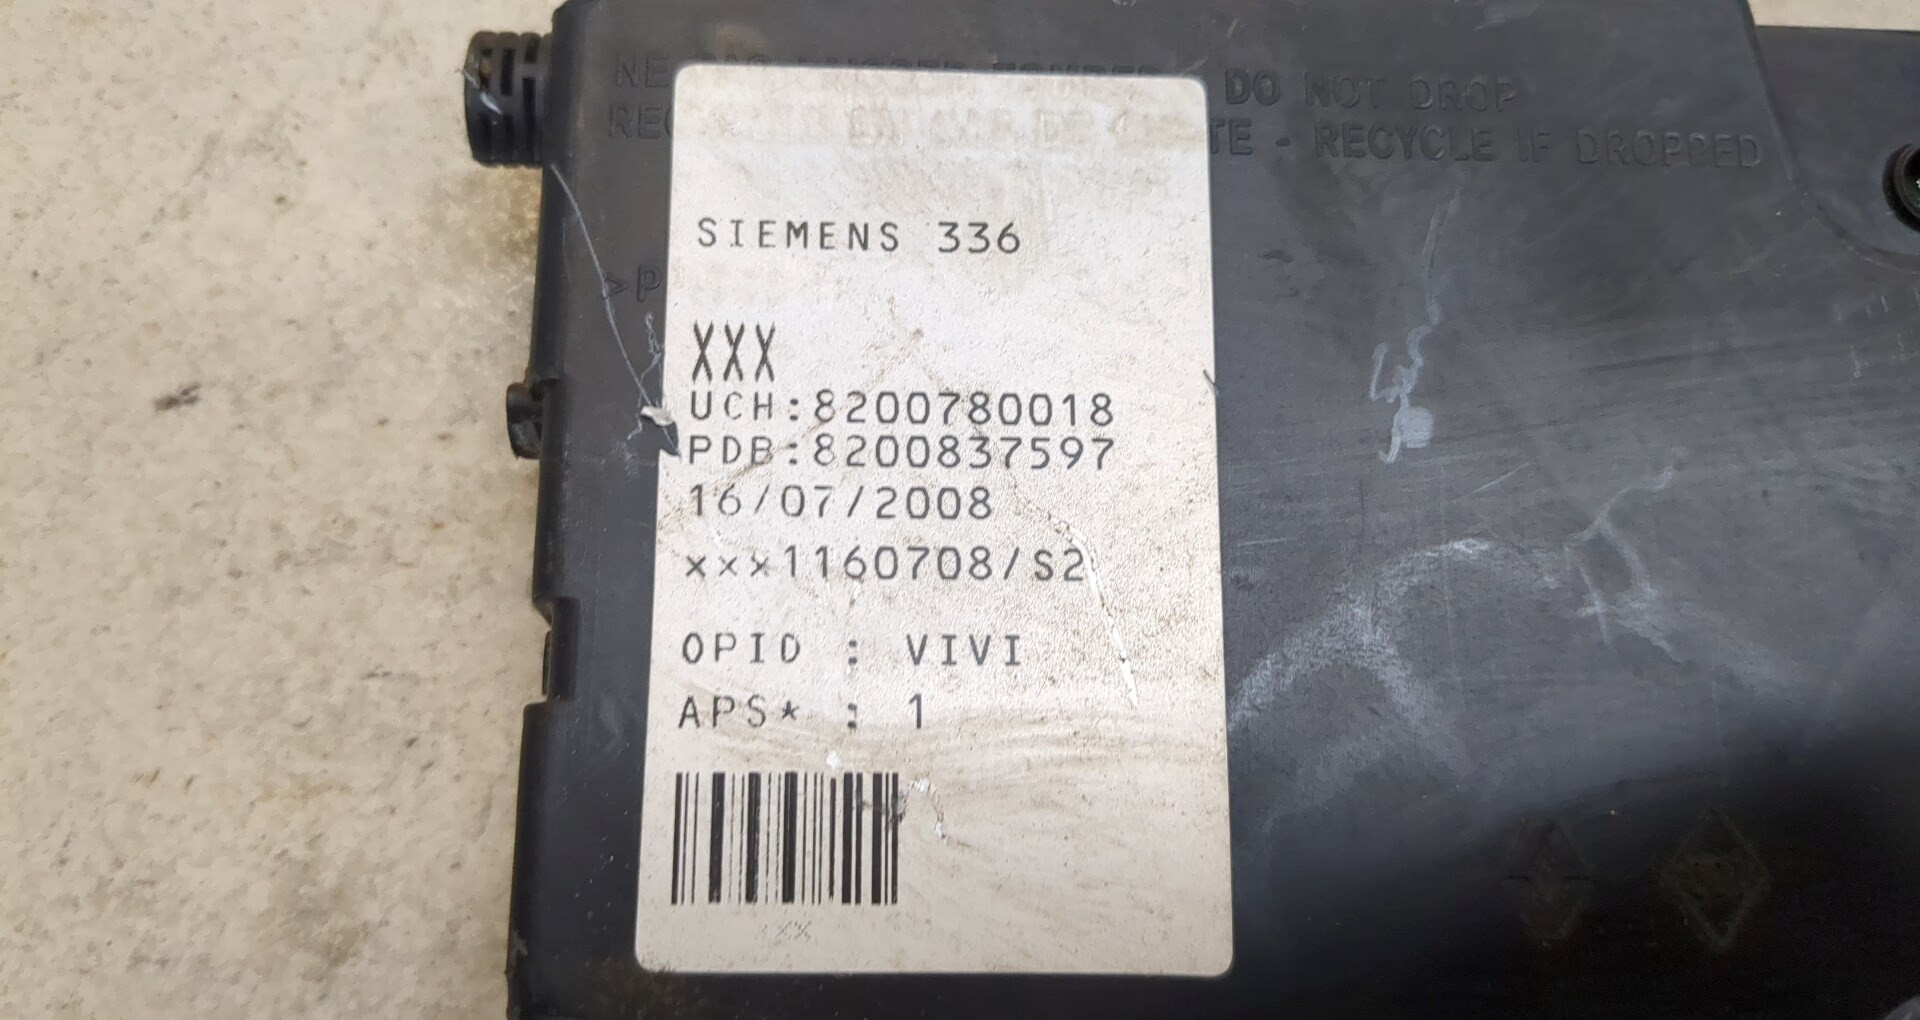 DO NOT DROP
RECYCLE IF DROPPED
SIEMENS 336
XXX
UCH:8200780018
PDB:8200837597
16/07/2008
xxx1160708/S2
OPID : VIVI
APS* : 1